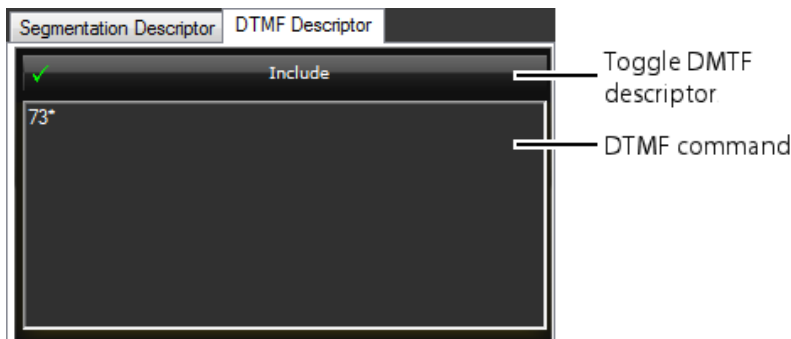 Segmentation Descriptor DTMF Descriptor
Include
Toggle DMTF
descriptor
73*
DTMF command